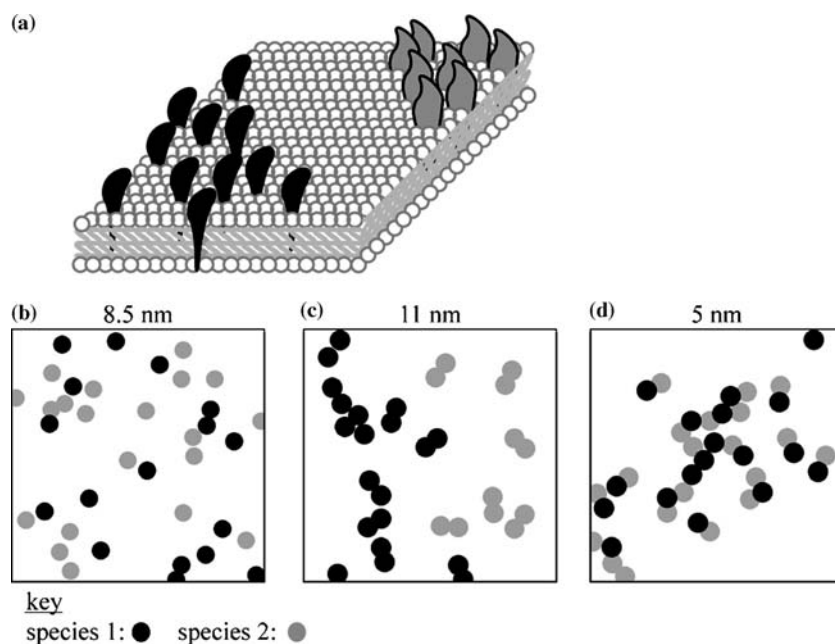 (a)
(b) 8.5 nm (c) 11 nm (d) 5 nm
key
species 1: species 2: